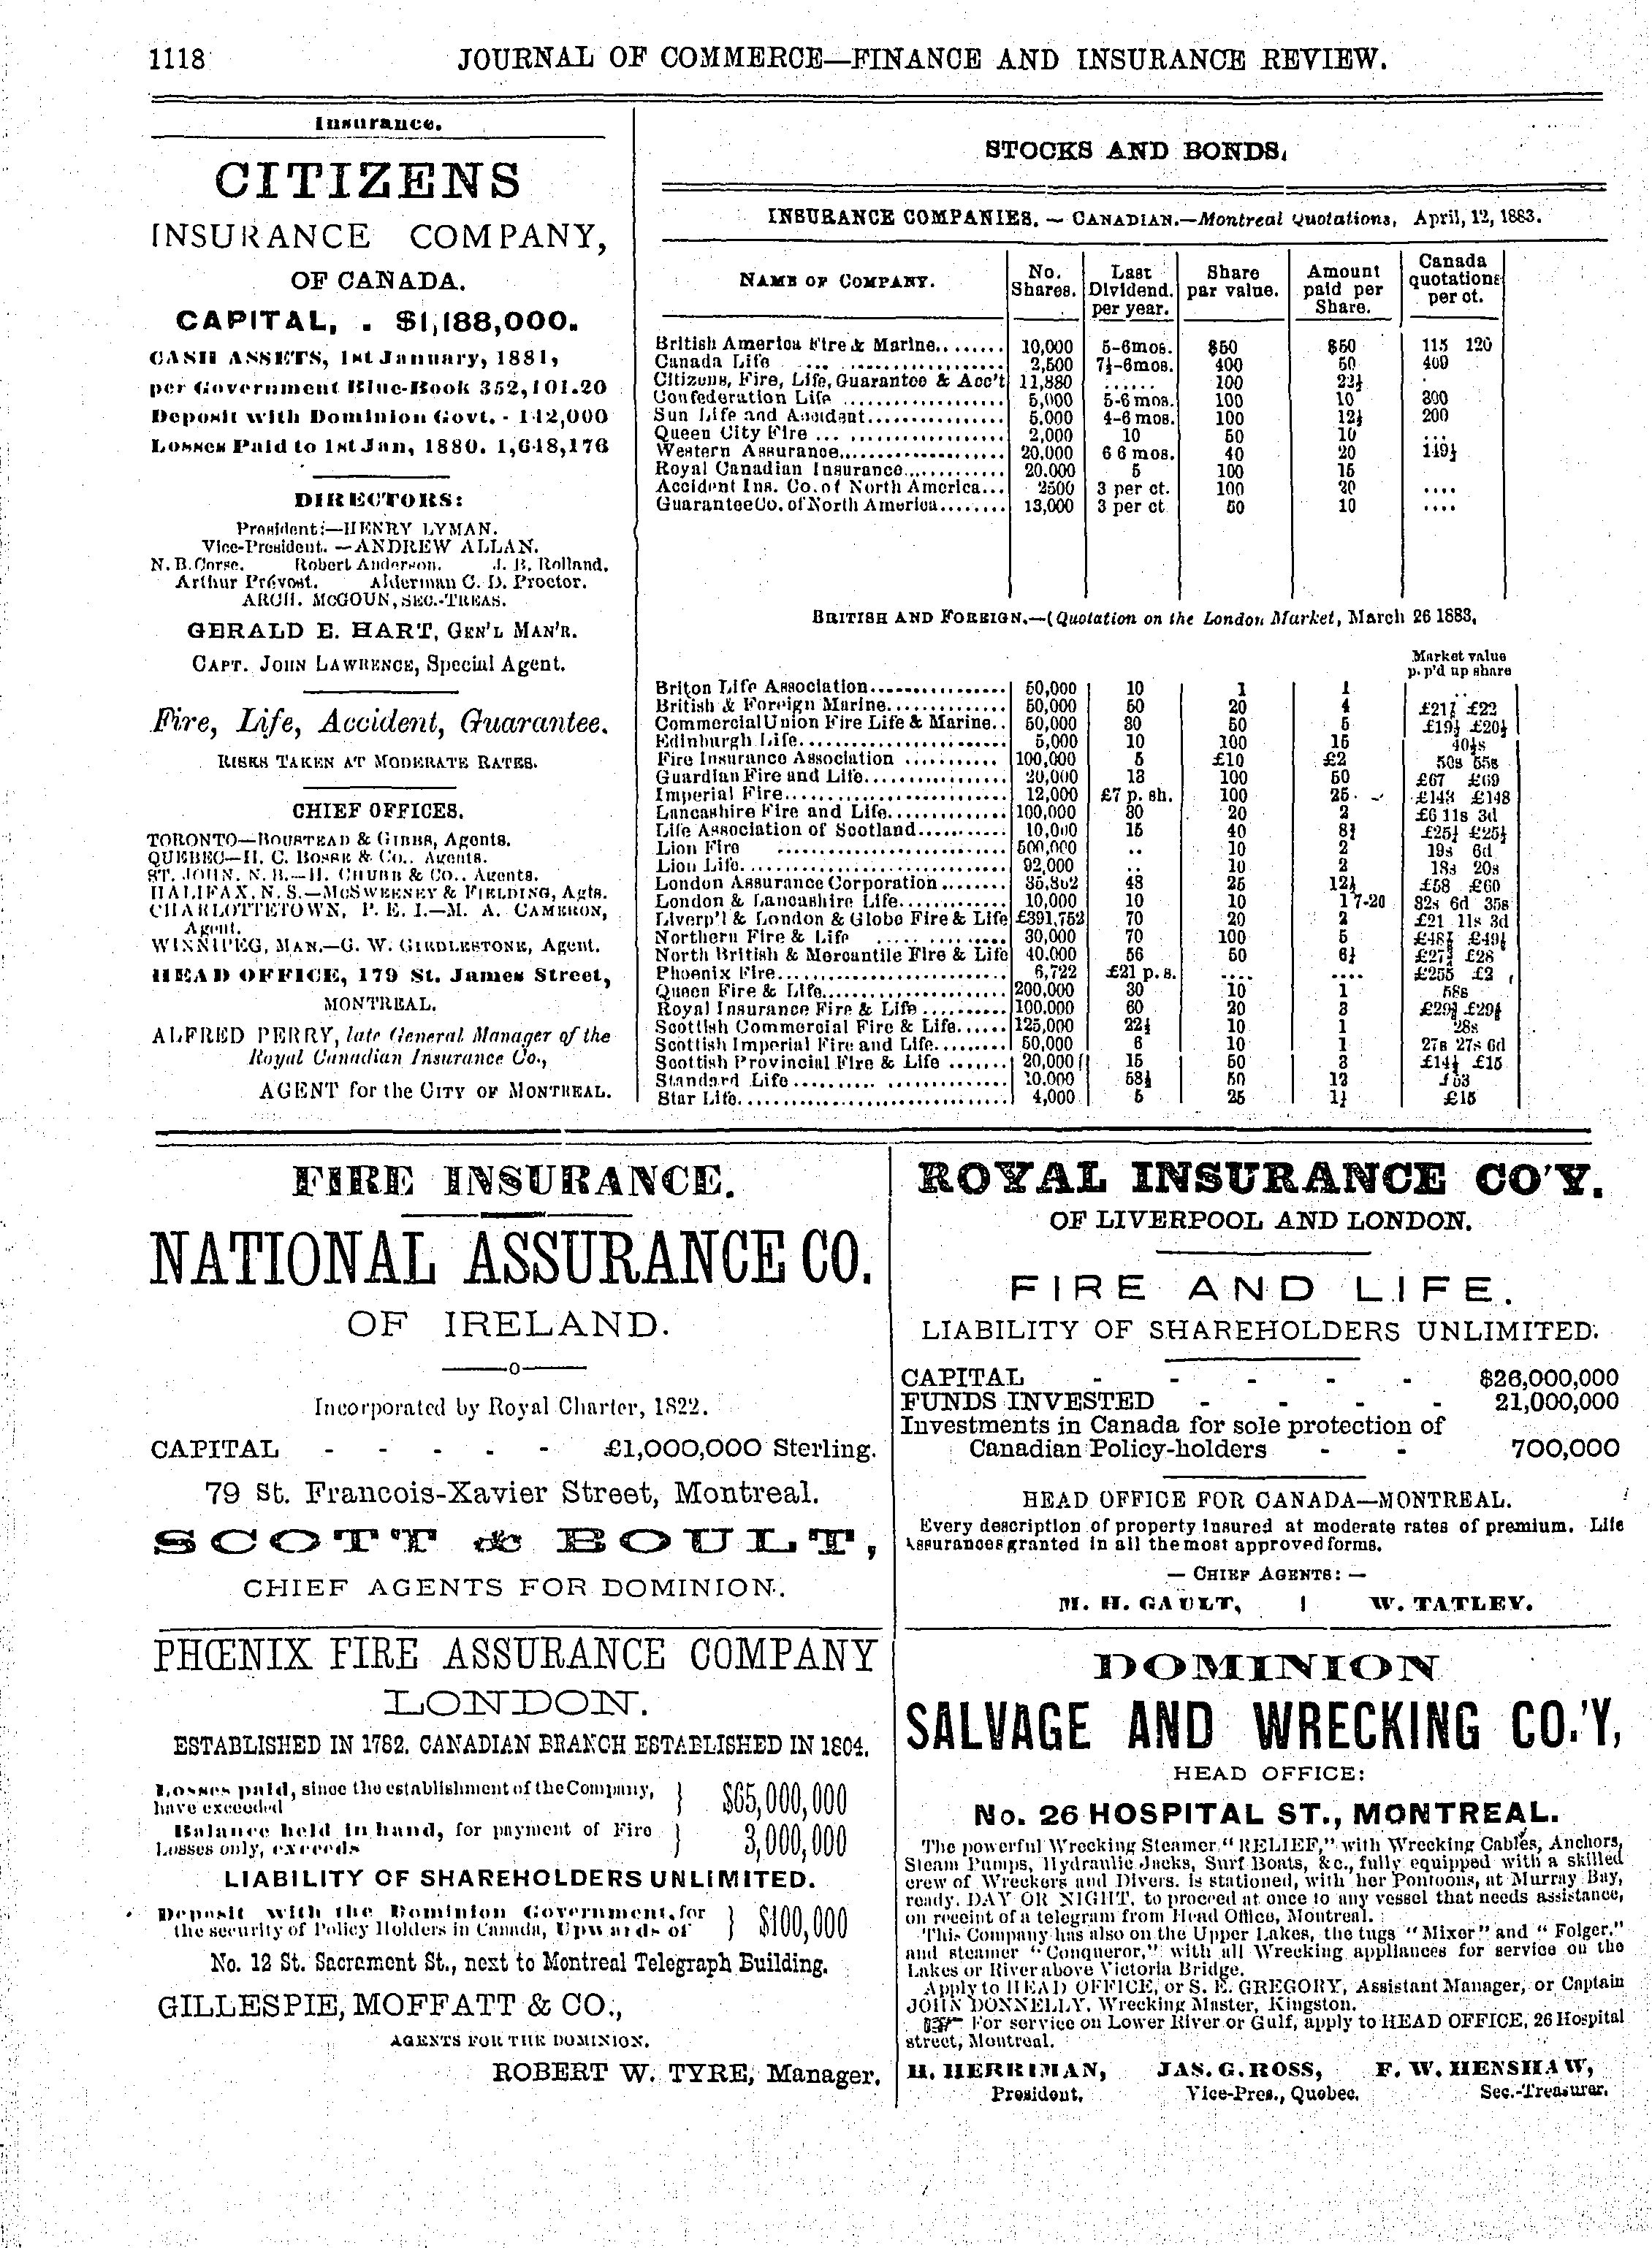 1118 JOURNAL OF COMMERCE—FINANCE AND INSURANCE REVIEW.
Insurance.
CITIZENS
INSURANCE COMPANY,
OF CANADA.
CAPITAL, . $1,188,000.
CASH ASSETS, 1st January, 1881,
per Government Blue-Book 352,101.20
Deposit with Dominion Govt. - 142,000
Losses Paid to 1st Jan, 1880. 1,648,176
DIRECTORS:
President:—HENRY LYMAN.
Vice-President.—ANDREW ALLAN.
N. B. Corse. Robert Anderson. J. B. Rolland.
Arthur Prévost. Alderman C. D. Proctor.
ARCH. McGOUN, SEC.-TREAS.
GERALD E. HART, GEN'L MAN'R.
CAPT. JOHN LAWRENCE, Special Agent.
Fire, Life, Accident, Guarantee.
RISKS TAKEN AT MODERATE RATES.
CHIEF OFFICES.
TORONTO—BOUSTEAD & GIBBS, Agents.
QUEBEC—H. C. BOSSE & Co., Agents.
ST. JOHN. N. B.—H. CHUBB & Co., Agents.
HALIFAX, N. S.—McSWEENEY & FIELDING, Agts.
CHARLOTTETOWN, P. E. I.—M. A. CAMERON,
Agent.
WINNIPEG, MAN.—G. W. GIRDLESTONE, Agent.
HEAD OFFICE, 179 St. James Street,
MONTREAL.
ALFRED PERRY, late General Manager of the
Royal Canadian Insurance Co.,
AGENT for the CITY OF MONTREAL.
STOCKS AND BONDS.
INSURANCE COMPANIES. — CANADIAN.—Montreal Quotations, April, 12, 1883.
NAME OF COMPANY. No. Shares. Last Dividend. per year. Share par value. Amount paid per Share. Canada quotations per ct.
British America Fire & Marine........ 10,000 5-6mos. $50 $50 115 120
Canada Life ... .................. 2,500 7½-6mos. 400 50 400
Citizens, Fire, Life, Guarantee & Acc't 11,880 ...... 100 22½
Confederation Life .................. 5,000 5-6 mos. 100 10 300
Sun Life and Accident.................. 5.000 4-6 mos. 100 12½ 200
Queen City Fire ... .................. 2,000 10 50 10 ...
Western Assurance.................. 20,000 6 6 mos. 40 20 149½
Royal Canadian Insurance............ 20.000 5 100 15
Accident Ins. Co. of North America... 2500 3 per ct. 100 20 ....
Guarantee Co. of North America........ 13,000 3 per ct 50 10 ....
BRITISH AND FOREIGN.—(Quotation on the London Market, March 26 1883,
Market value
p. p'd up share
Briton Life Association.................. 50,000 10 1 1 ..
British & Foreign Marine............... 50,000 50 20 4 £22
Commercial Union Fire Life & Marine.. 50,000 30 50 5 £19½ £20½
Edinburgh Life.......................... 5,000 10 100 15 40½s
Fire Insurance Association ............ 100,000 5 £10 £2 50s 55s
Guardian Fire and Life.................. 20,000 13 100 50 £67 £69
Imperial Fire........................... 12,000 £7 p. sh. 100 25 £143 £148
Lancashire Fire and Life............... 100,000 30 20 2 £6 11s 3d
Life Association of Scotland........... 10,000 15 40 8¾ £25½ £25½
Lion Fire .............................. 500,000 .. 10 2 19s 6d
Lion Life............................... 92,000 .. 10 2 18s 20s
London Assurance Corporation ........ 35,862 48 25 12½ £58 £60
London & Lancashire Life.............. 10,000 10 10 1 7-20 32s 6d 35s
Liverp'l & London & Globe Fire & Life £391,752 70 20 2 £21 11s 3d
Northern Fire & Life ............... 30,000 70 100 5 £49½
North British & Mercantile Fire & Life 40.000 56 50 6¼ £28
Phoenix Fire........................... 6,722 £21 p. s. .... .... £255
Queen Fire & Life...................... 200,000 30 10 1 58s
Royal Insurance Fire & Life .......... 100.000 60 20 3
Scottish Commercial Fire & Life...... 125,000 22½ 10 1 28s
Scottish Imperial Fire and Life........ 50,000 6 10 1 27s 27s 6d
Scottish Provincial Fire & Life ....... 20,000 15 50 3 £14½ £15
Standard Life .......................... 10.000 58½ 50 12 £53
Star Life............................... 4,000 5 25 1¼ £15
FIRE INSURANCE.
NATIONAL ASSURANCE CO.
OF IRELAND.
Incorporated by Royal Charter, 1822.
CAPITAL - - - - - £1,000,000 Sterling.
79 St. Francois-Xavier Street, Montreal.
SCOTT & BOULT,
CHIEF AGENTS FOR DOMINION.
PHŒNIX FIRE ASSURANCE COMPANY
LONDON.
ESTABLISHED IN 1782. CANADIAN BRANCH ESTABLISHED IN 1804.
Losses paid, since the establishment of the Company, have exceeded } $65,000,000
Balance held in hand, for payment of Fire Losses only, exceeds } 3,000,000
LIABILITY OF SHAREHOLDERS UNLIMITED.
Deposit with the Dominion Government, for the security of Policy Holders in Canada, Upwards of } $100,000
No. 12 St. Sacrament St., next to Montreal Telegraph Building.
GILLESPIE, MOFFATT & CO.,
AGENTS FOR THE DOMINION.
ROBERT W. TYRE, Manager.
ROYAL INSURANCE CO'Y.
OF LIVERPOOL AND LONDON.
FIRE AND LIFE.
LIABILITY OF SHAREHOLDERS UNLIMITED.
CAPITAL - - - - - $26,000,000
FUNDS INVESTED - - - - 21,000,000
Investments in Canada for sole protection of
Canadian Policy-holders - - 700,000
HEAD OFFICE FOR CANADA—MONTREAL.
Every description of property insured at moderate rates of premium. Life
Assurances granted in all the most approved forms.
— CHIEF AGENTS: —
M. H. GAULT, | W. TATLEY.
DOMINION
SALVAGE AND WRECKING CO.'Y,
HEAD OFFICE:
No. 26 HOSPITAL ST., MONTREAL.
The powerful Wrecking Steamer, "RELIEF," with Wrecking Cables, Anchors,
Steam Pumps, Hydraulic Jacks, Surf Boats, &c., fully equipped with a skilled
crew of Wreckers and Divers. is stationed, with her Pontoons, at Murray Bay,
ready, DAY OR NIGHT, to proceed at once to any vessel that needs assistance,
on receipt of a telegram from Head Office, Montreal.
This Company has also on the Upper Lakes, the tugs "Mixer" and "Folger,"
and steamer "Conqueror," with all Wrecking appliances for service on the
Lakes or River above Victoria Bridge.
Apply to HEAD OFFICE, or S. E. GREGORY, Assistant Manager, or Captain
JOHN DONNELLY, Wrecking Master, Kingston.
☞ For service on Lower River or Gulf, apply to HEAD OFFICE, 26 Hospital
street, Montreal.
H. HERRIMAN, JAS. G. ROSS, F. W. HENSHAW,
President. Vice-Pres., Quebec. Sec.-Treasurer.